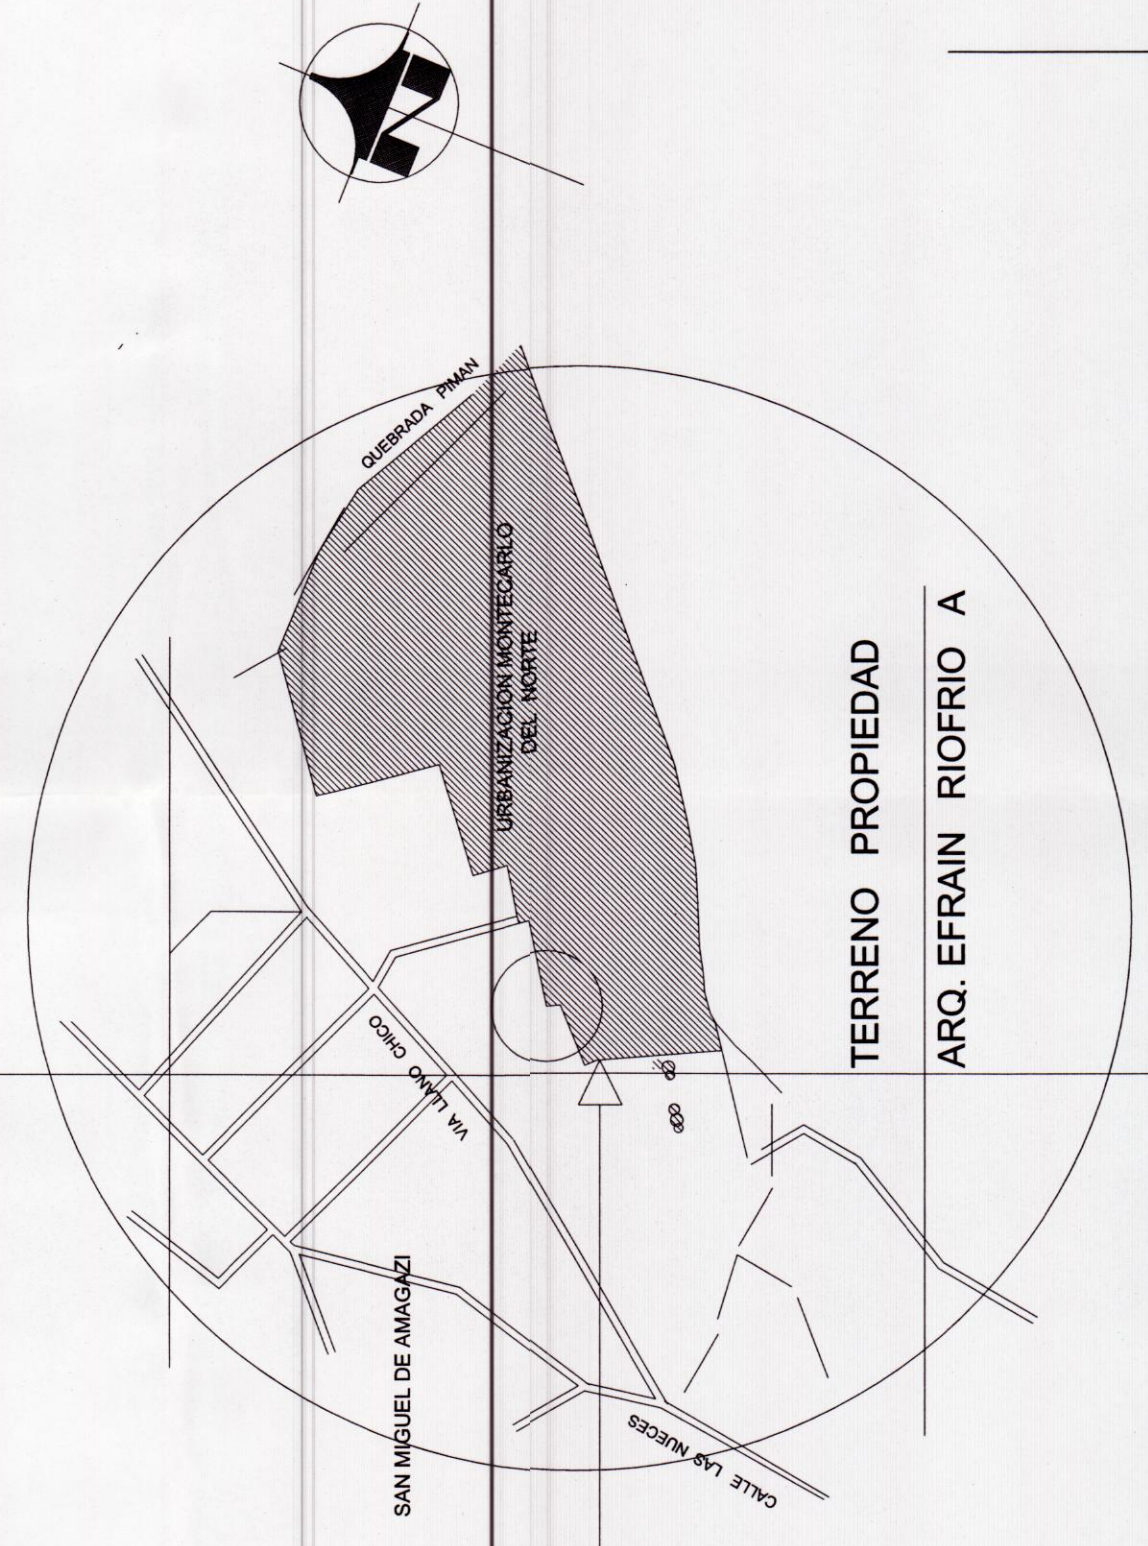 QUEBRADA PIMAN
URBANIZACION MONTECARLO
DEL NORTE
TERRENO PROPIEDAD
ARQ. EFRAIN RIOFRIO A
VIA LLANO CHICO
SAN MIGUEL DE AMAGAZI
CALLE LAS NUECES
N